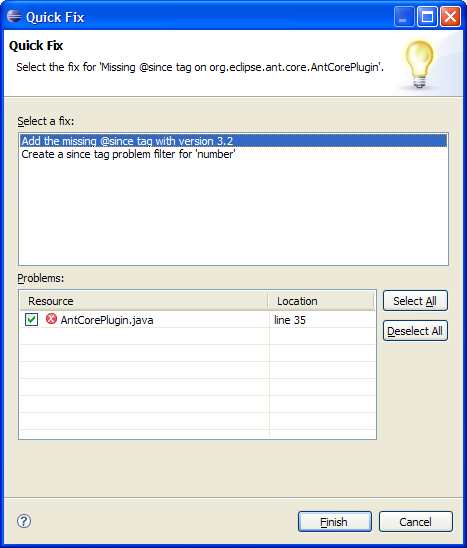 Quick Fix
Quick Fix
Select the fix for 'Missing @since tag on org.eclipse.ant.core.AntCorePlugin'.
Select a fix:
Add the missing @since tag with version 3.2
Create a since tag problem filter for 'number'
Problems:
Resource Location
AntCorePlugin.java line 35
Select All
Deselect All
? Finish Cancel